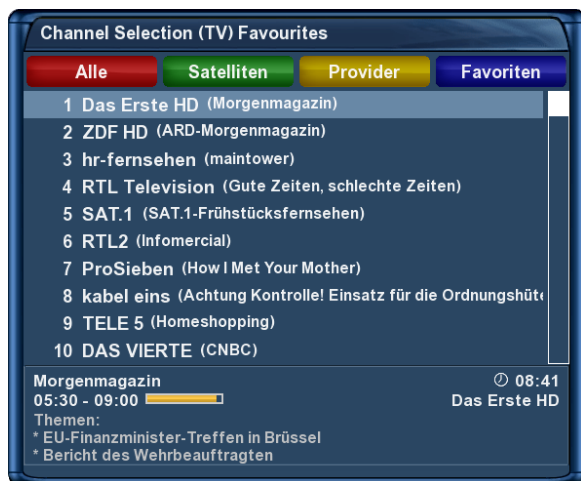 Channel Selection (TV) Favourites
Alle Satelliten Provider Favoriten
1 Das Erste HD (Morgenmagazin)
2 ZDF HD (ARD-Morgenmagazin)
3 hr-fernsehen (maintower)
4 RTL Television (Gute Zeiten, schlechte Zeiten)
5 SAT.1 (SAT.1-Frühstücksfernsehen)
6 RTL2 (Infomercial)
7 ProSieben (How I Met Your Mother)
8 kabel eins (Achtung Kontrolle! Einsatz für die Ordnungshüte
9 TELE 5 (Homeshopping)
10 DAS VIERTE (CNBC)
Morgenmagazin 08:41
05:30 - 09:00 Das Erste HD
Themen:
* EU-Finanzminister-Treffen in Brüssel
* Bericht des Wehrbeauftragten